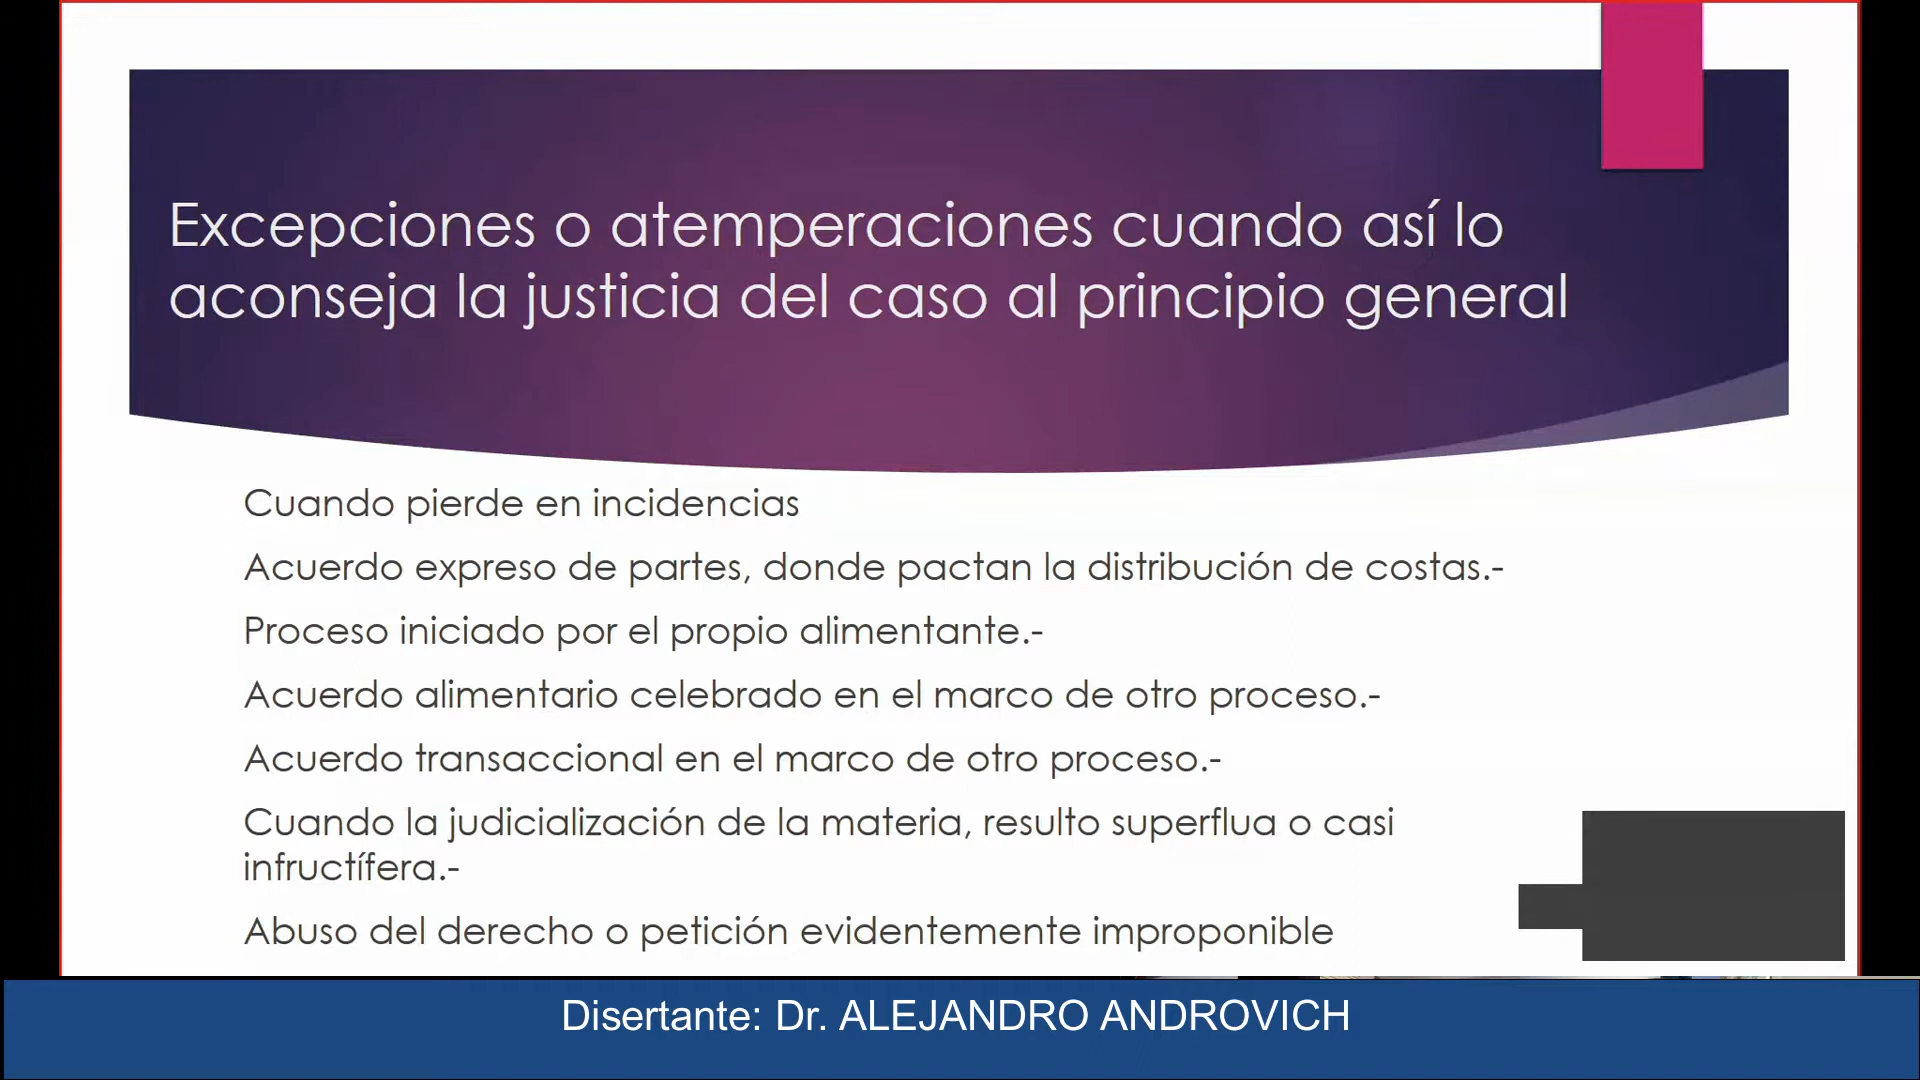 Excepciones o atemperaciones cuando así lo
aconseja la justicia del caso al principio general
Cuando pierde en incidencias
Acuerdo expreso de partes, donde pactan la distribución de costas.-
Proceso iniciado por el propio alimentante.-
Acuerdo alimentario celebrado en el marco de otro proceso.-
Acuerdo transaccional en el marco de otro proceso.-
Cuando la judicialización de la materia, resulto superflua o casi
infructífera.-
Abuso del derecho o petición evidentemente improponible
Disertante: Dr. ALEJANDRO ANDROVICH